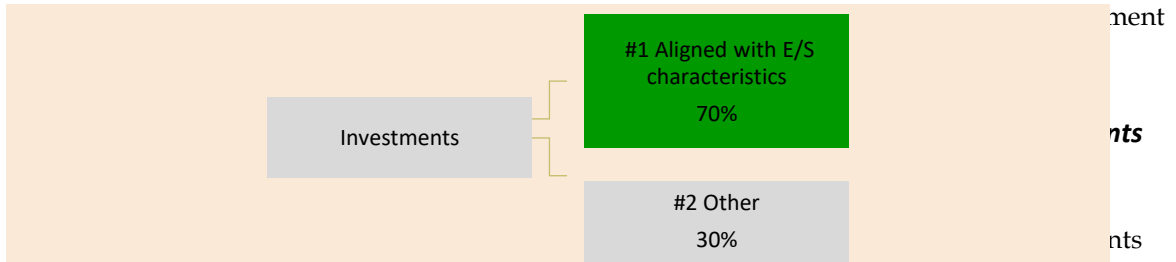 #1 Aligned with E/S
characteristics
70%
Investments
#2 Other
30%